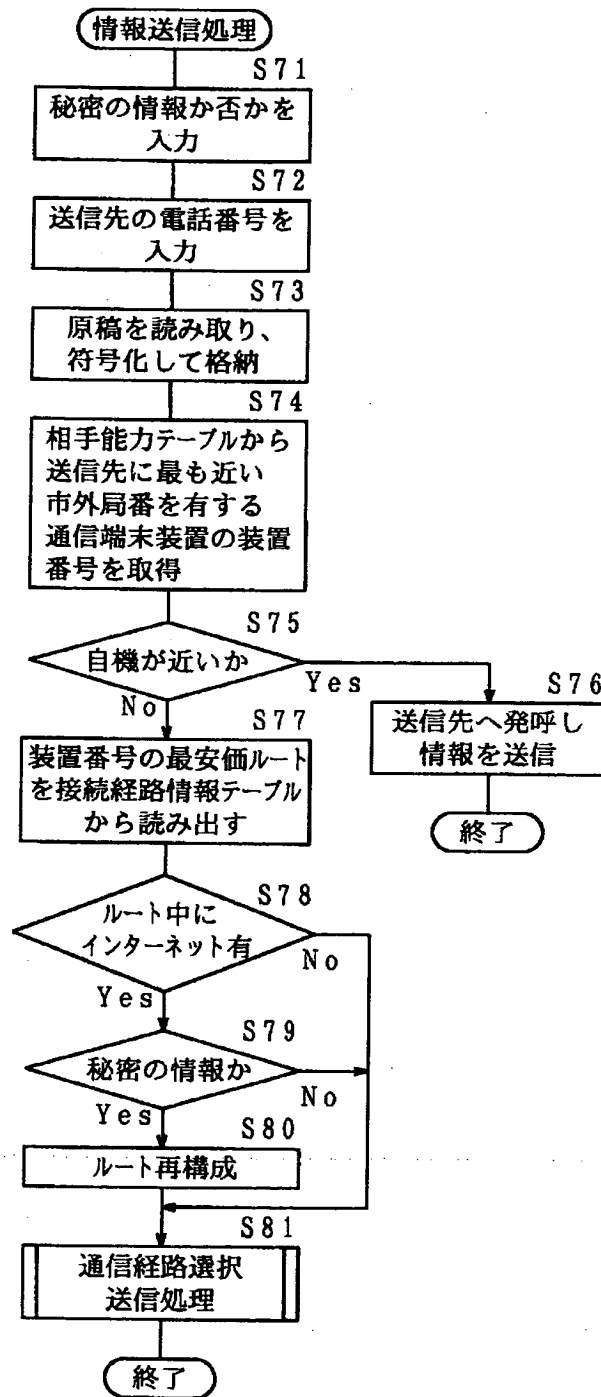 情報送信処理
S71
秘密の情報か否かを
入力
S72
送信先の電話番号を
入力
S73
原稿を読み取り、
符号化して格納
S74
相手能力テーブルから
送信先に最も近い
市外局番を有する
通信端末装置の装置
番号を取得
S75
自機が近いか
Yes
No
S76
送信先へ発呼し
情報を送信
終了
S77
装置番号の最安価ルート
を接続経路情報テーブル
から読み出す
S78
ルート中に
インターネット有
No
Yes
S79
秘密の情報か
No
Yes
S80
ルート再構成
S81
通信経路選択
送信処理
終了